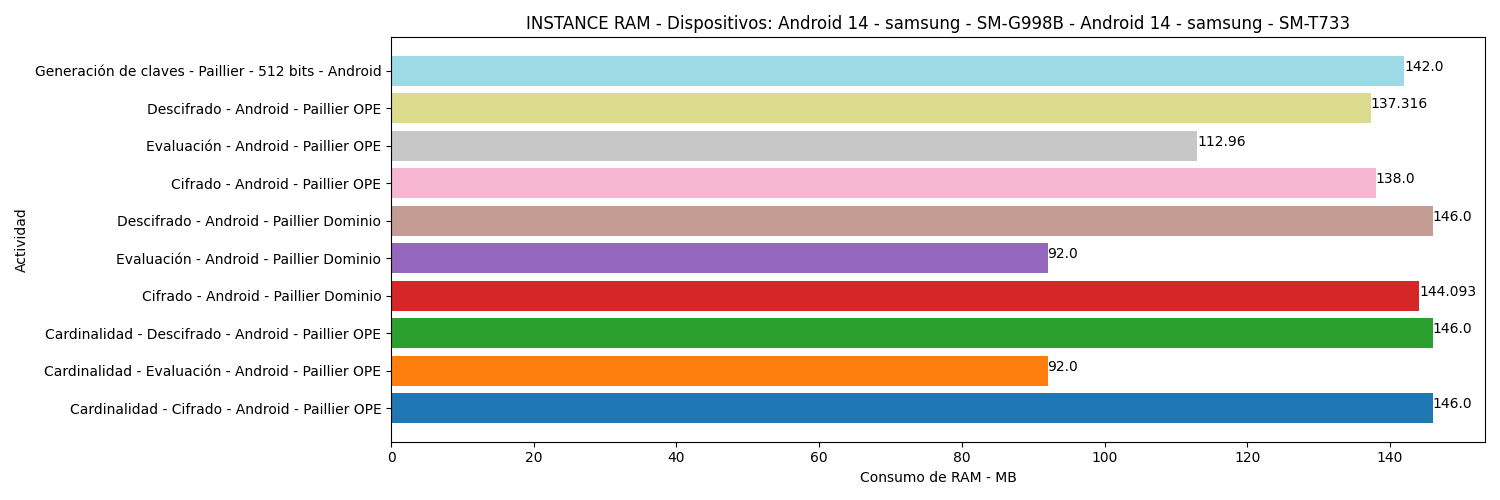 INSTANCE RAM - Dispositivos: Android 14 - samsung - SM-G998B - Android 14 - samsung - SM-T733
Generación de claves - Paillier - 512 bits - Android
142.0
Descifrado - Android - Paillier OPE
137.316
Evaluación - Android - Paillier OPE
112.96
Cifrado - Android - Paillier OPE
138.0
Descifrado - Android - Paillier Dominio
146.0
Evaluación - Android - Paillier Dominio
92.0
Cifrado - Android - Paillier Dominio
144.093
Cardinalidad - Descifrado - Android - Paillier OPE
146.0
Cardinalidad - Evaluación - Android - Paillier OPE
92.0
Cardinalidad - Cifrado - Android - Paillier OPE
146.0
Actividad
0 20 40 60 80 100 120 140
Consumo de RAM - MB